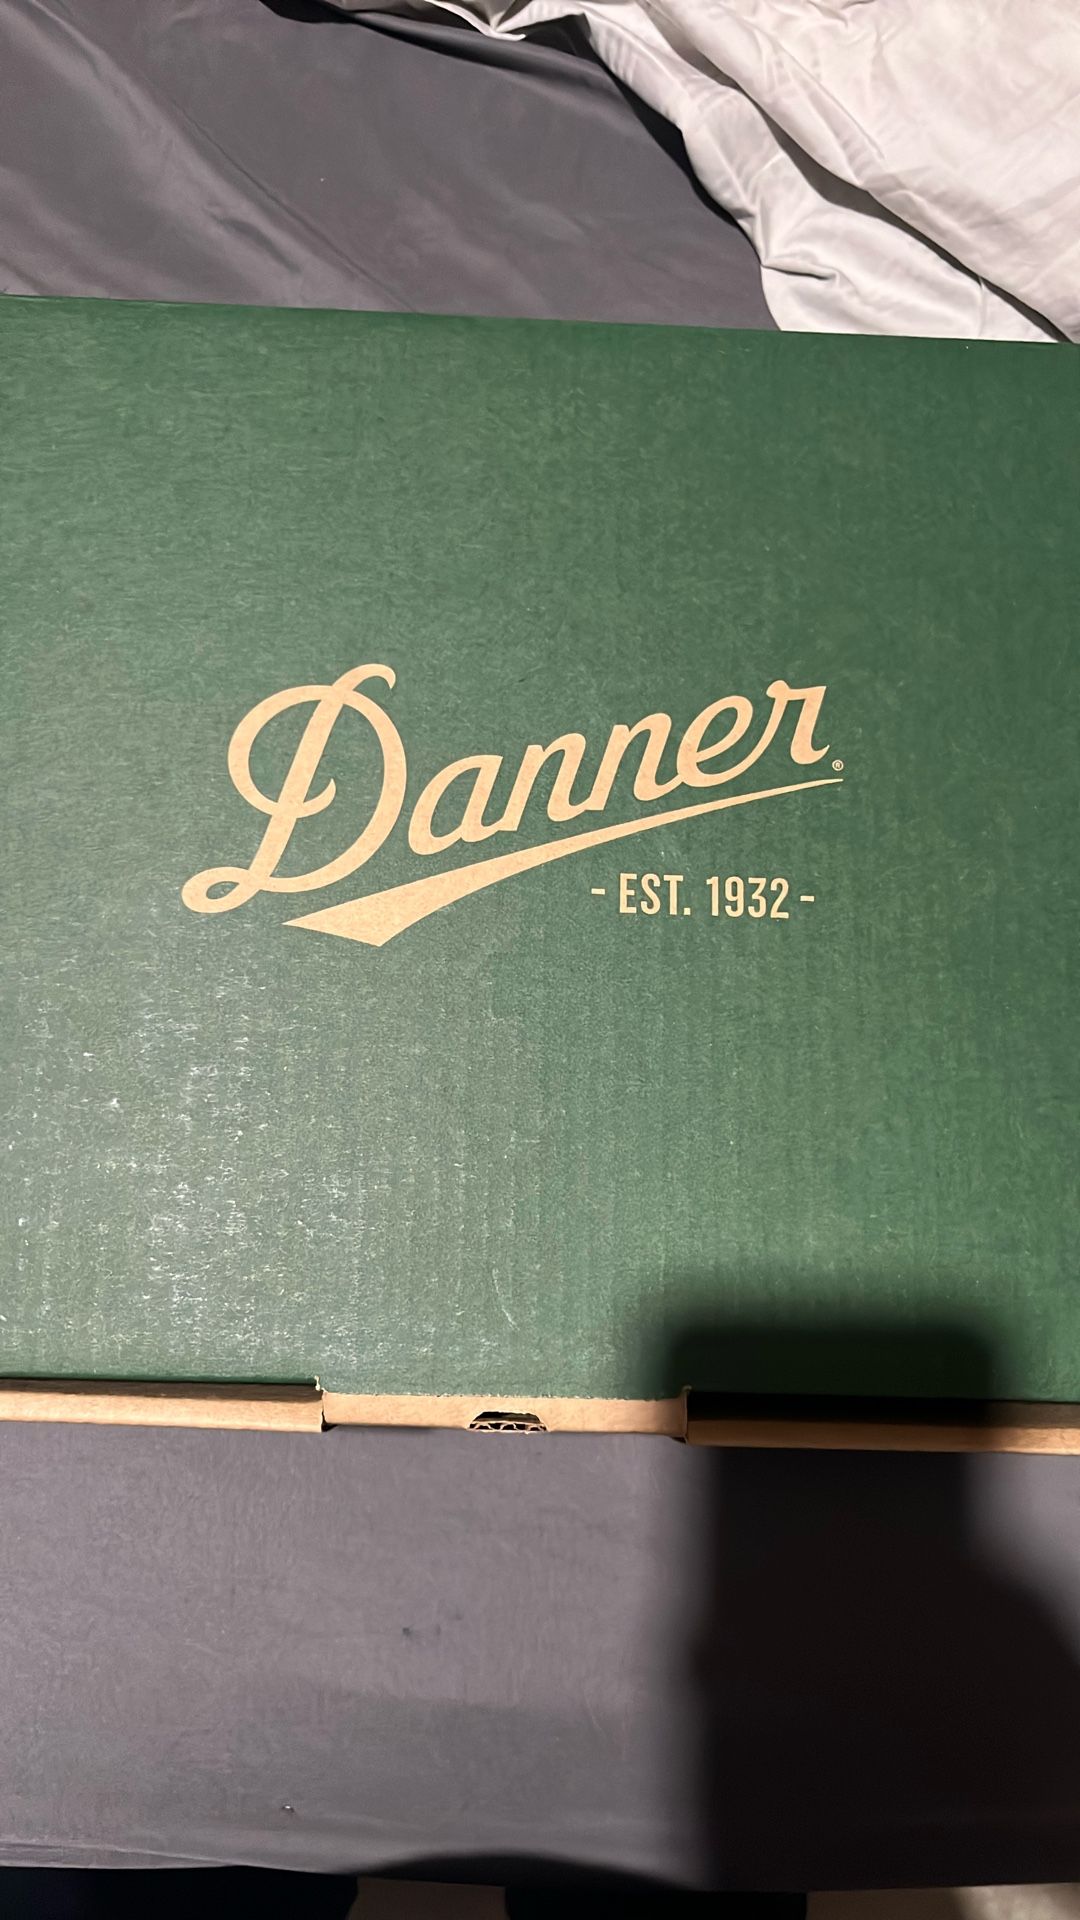 Danner®
- EST. 1932 -